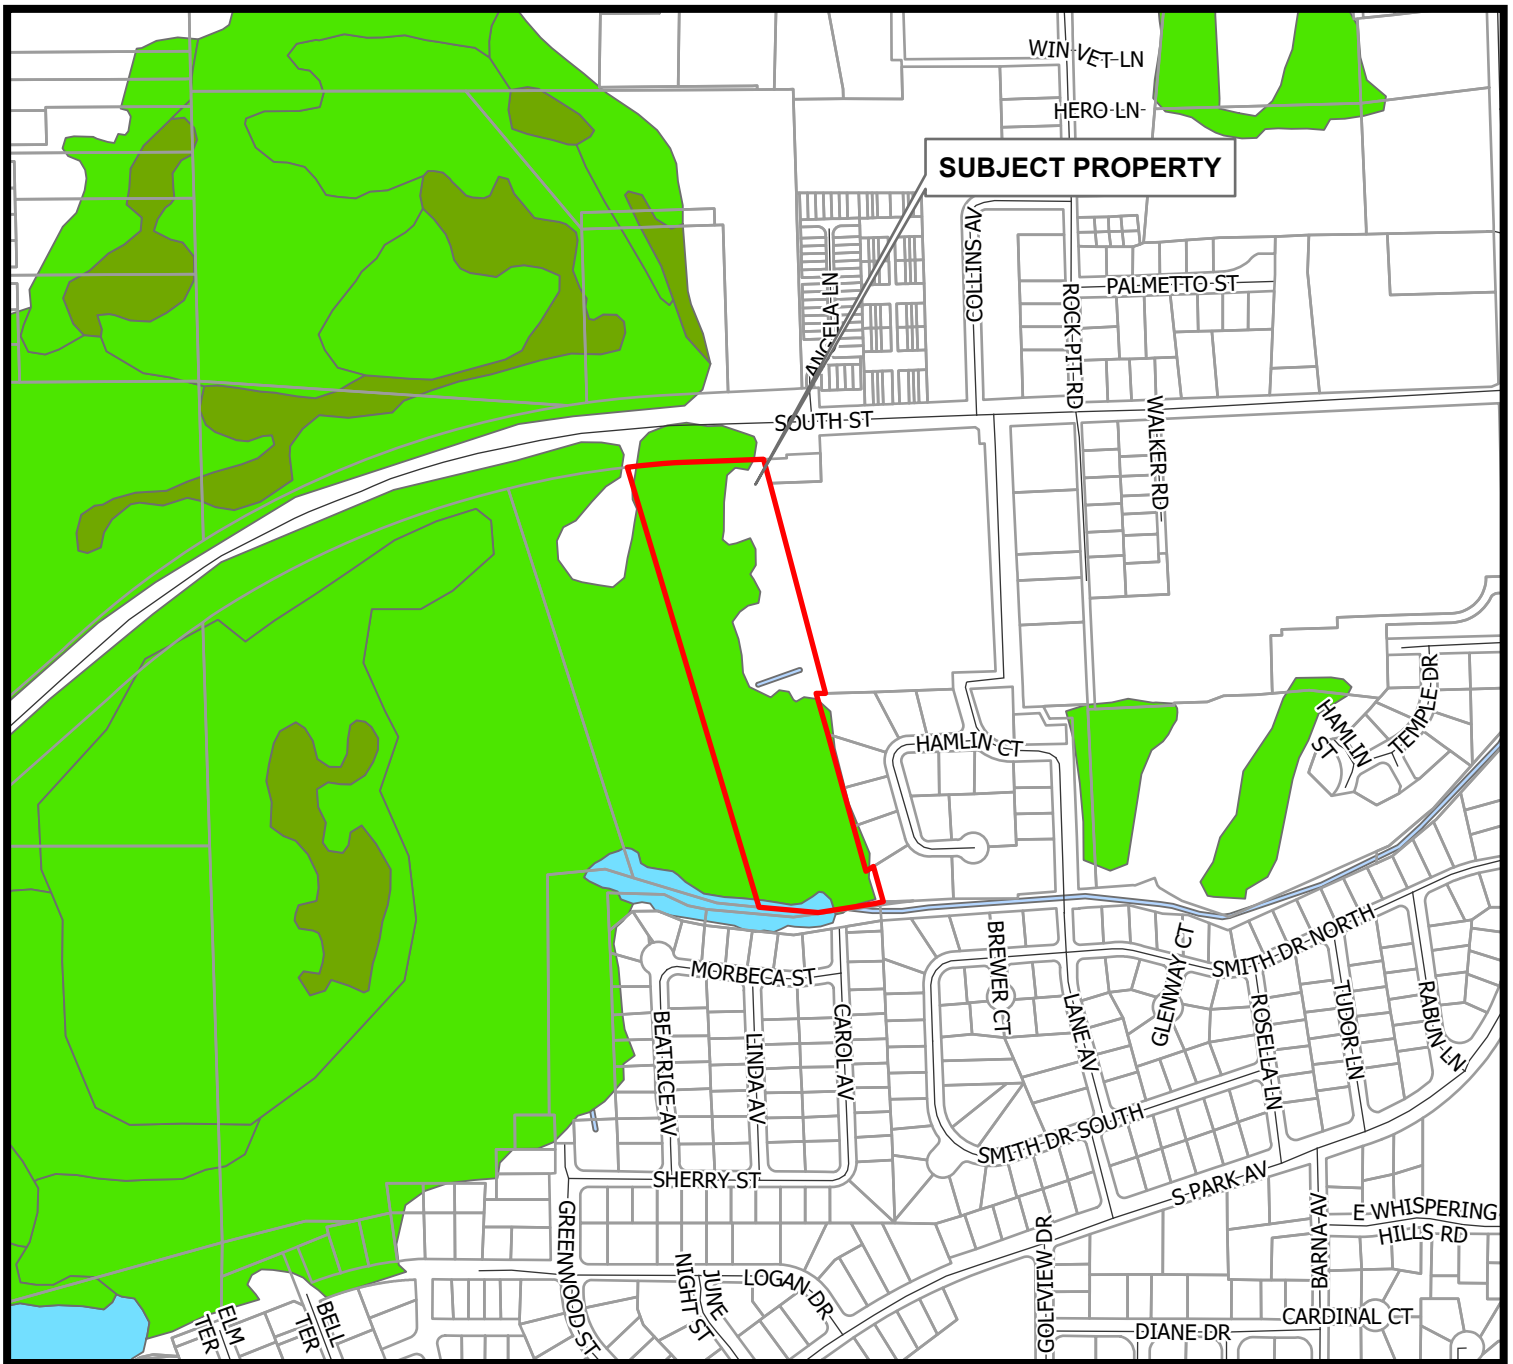 WIN-VET-LN
HERO-LN
SUBJECT PROPERTY
COLLINS-AV
ANGELA-LN
ROCK-PIT-RD
PALMETTO-ST
SOUTH-ST
WALKER-RD
HAMLIN
ST
TEMPLE-DR
HAMLIN-CT
BREWER CT
GLENWAY-CT
SMITH-DR-NORTH
MORBECA-ST
BEATRICE-AV
LINDA-AV
CAROL-AV
LANE-AV
ROSELLA-LN
TUDOR-LN
RABUN-LN
SMITH-DR-SOUTH
SHERRY-ST
S-PARK-AV
GREENWOOD-ST
JUNE
NIGHT-ST
LOGAN-DR
GOLFVIEW-DR
BARNA-AV
E WHISPERING
HILLS RD
ELM
TER
BELL
TER
DIANE-DR
CARDINAL CT